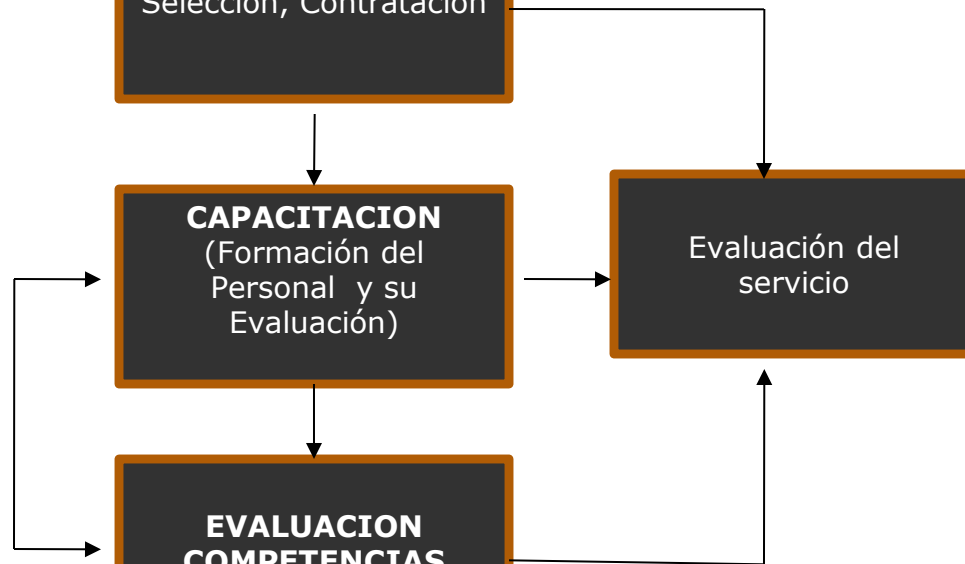 Selección, Contratación
CAPACITACION
(Formación del
Personal y su
Evaluación)
Evaluación del
servicio
EVALUACION
COMPETENCIAS